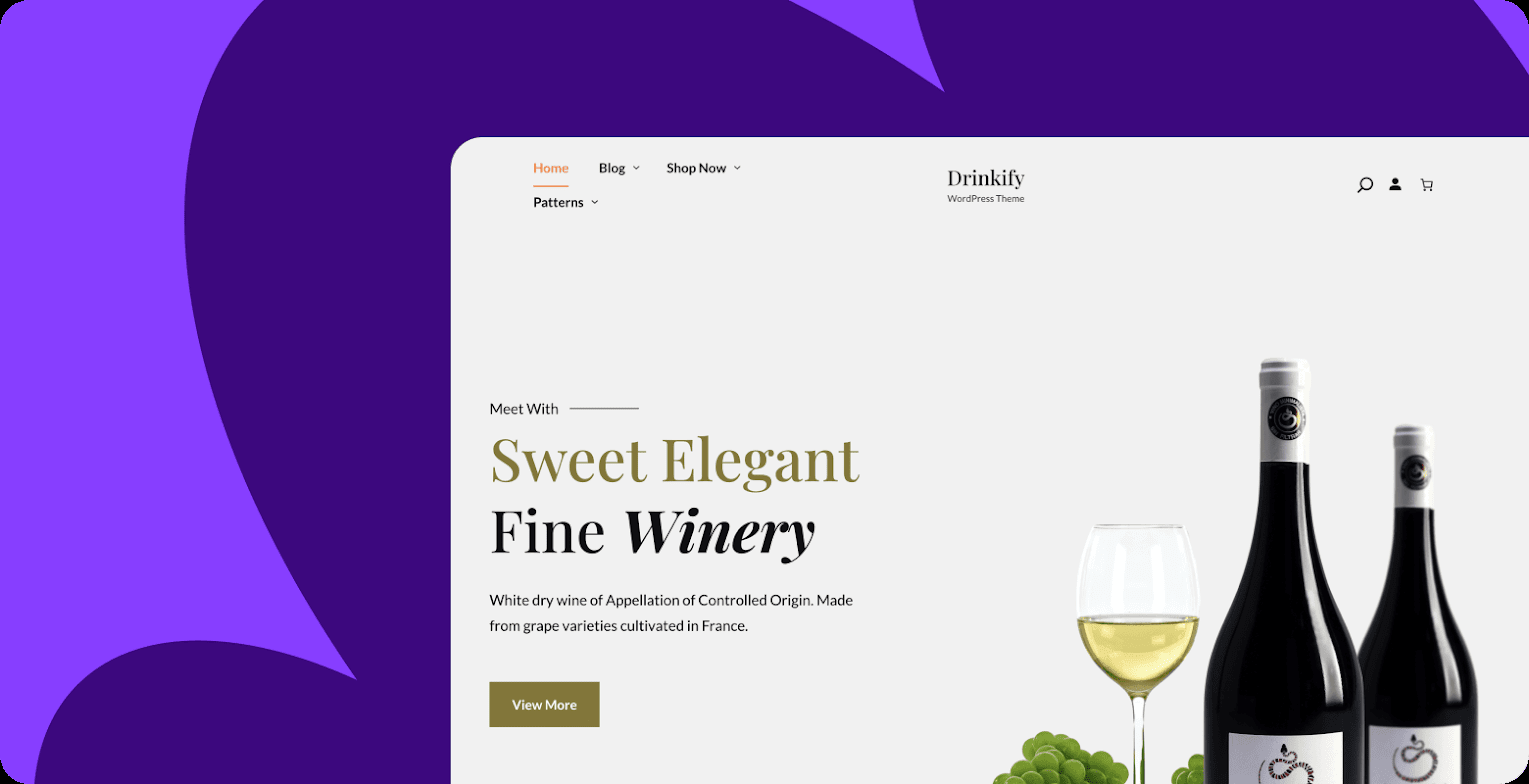 Home Blog Shop Now
Patterns
Drinkify
WordPress Theme
Meet With
Sweet Elegant
Fine Winery
White dry wine of Appellation of Controlled Origin. Made
from grape varieties cultivated in France.
View More